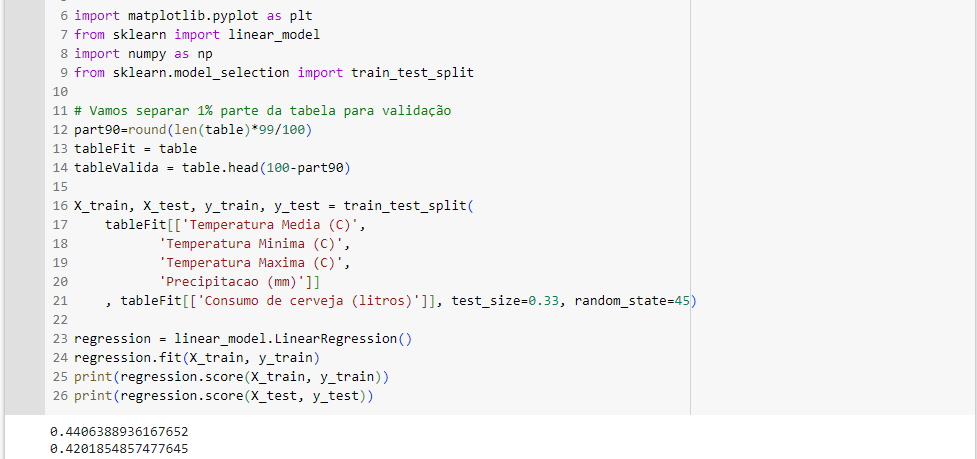 6 import matplotlib.pyplot as plt
7 from sklearn import linear_model
8 import numpy as np
9 from sklearn.model_selection import train_test_split
10
11 # Vamos separar 1% parte da tabela para validação
12 part90=round(len(table)*99/100)
13 tableFit = table
14 tableValida = table.head(100-part90)
15
16 X_train, X_test, y_train, y_test = train_test_split(
17     tableFit[['Temperatura Media (C)',
18            'Temperatura Minima (C)',
19            'Temperatura Maxima (C)',
20            'Precipitacao (mm)']]
21     , tableFit[['Consumo de cerveja (litros)']], test_size=0.33, random_state=45)
22
23 regression = linear_model.LinearRegression()
24 regression.fit(X_train, y_train)
25 print(regression.score(X_train, y_train))
26 print(regression.score(X_test, y_test))
0.4406388936167652
0.4201854857477645